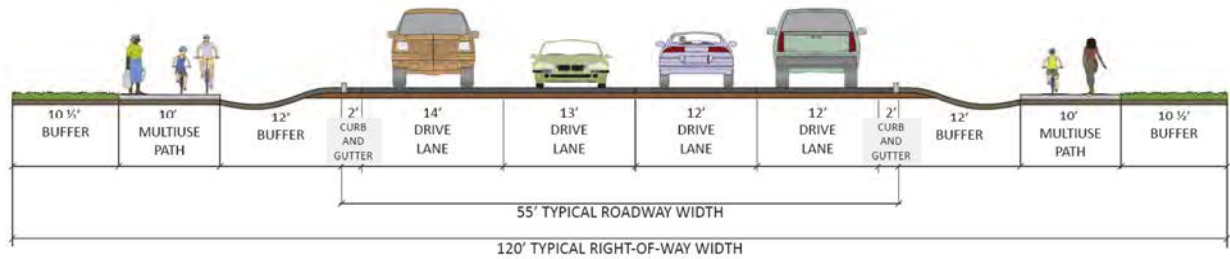 10 ½'
BUFFER
10'
MULTIUSE
PATH
12'
BUFFER
2'
CURB
AND
GUTTER
14'
DRIVE
LANE
13'
DRIVE
LANE
12'
DRIVE
LANE
12'
DRIVE
LANE
2'
CURB
AND
GUTTER
12'
BUFFER
10'
MULTIUSE
PATH
10 ½'
BUFFER
55' TYPICAL ROADWAY WIDTH
120' TYPICAL RIGHT-OF-WAY WIDTH